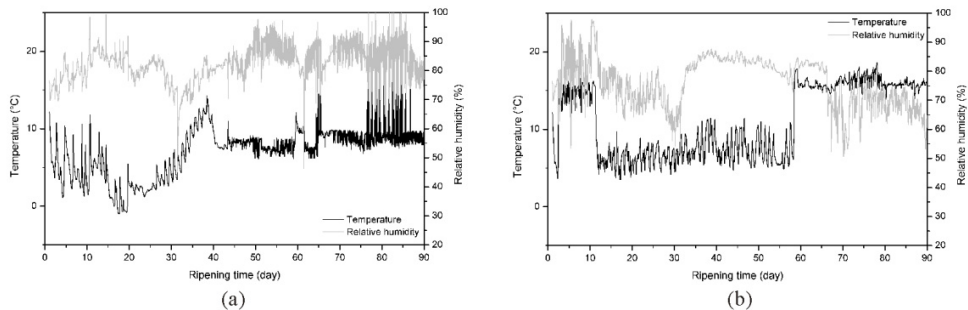 Temperature (°C)
20
10
0
100
90
80
70
60
50
40
30
20
Relative humidity (%)
Temperature
Relative humidity
0 10 20 30 40 50 60 70 80 90
Ripening time (day)
(a)
Temperature (°C)
20
10
0
100
90
80
70
60
50
40
30
20
Relative humidity (%)
Temperature
Relative humidity
0 10 20 30 40 50 60 70 80 90
Ripening time (day)
(b)